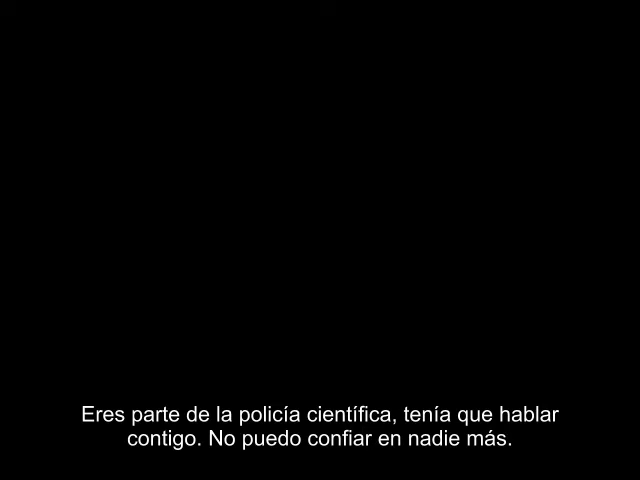 Eres parte de la policía científica, tenía que hablar
contigo. No puedo confiar en nadie más.